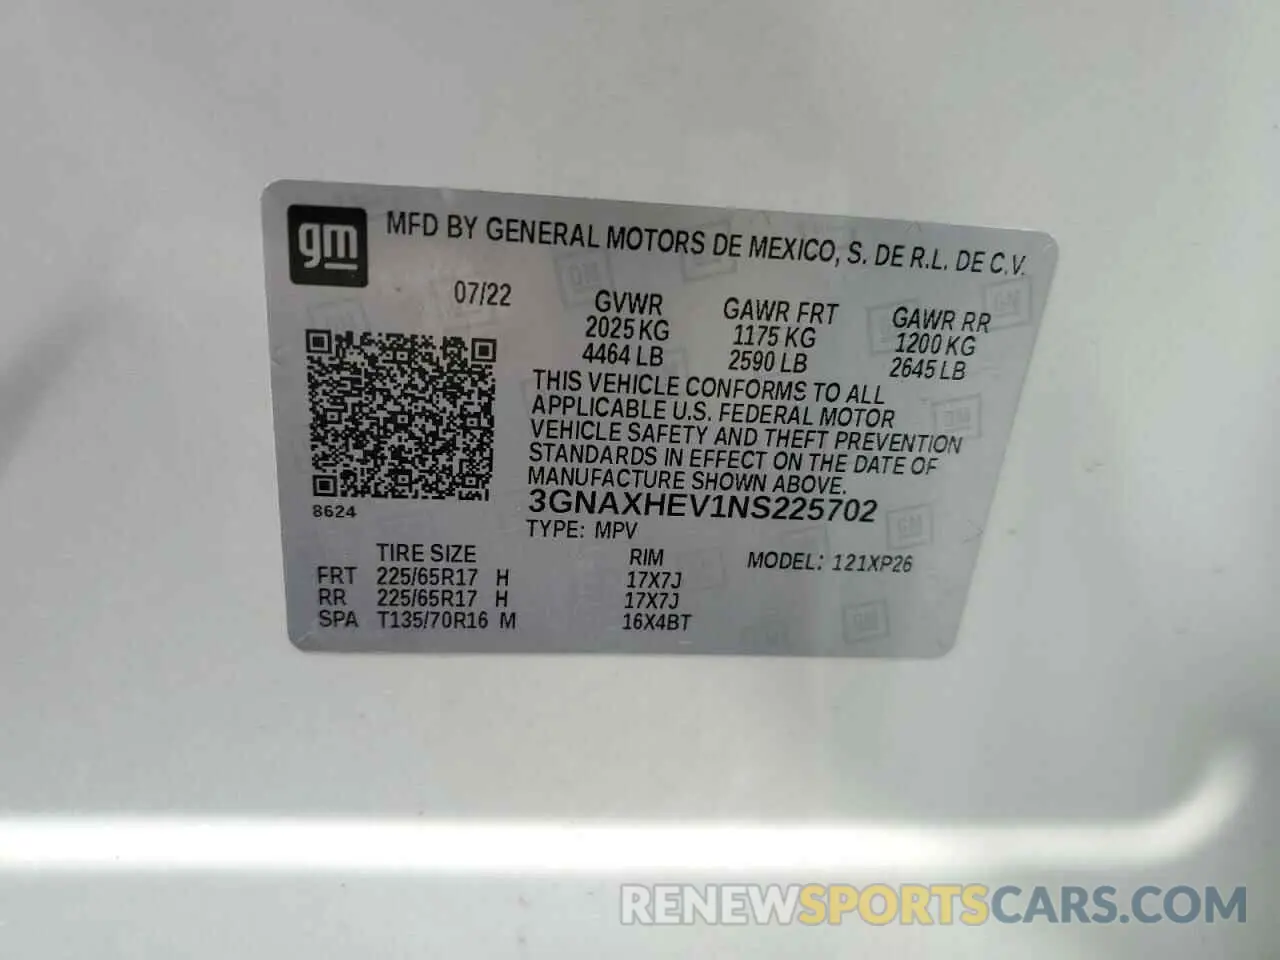 gm MFD BY GENERAL MOTORS DE MEXICO, S. DE R.L. DE C.V.
07/22 GVWR GAWR FRT GAWR RR
2025 KG 1175 KG 1200 KG
4464 LB 2590 LB 2645 LB
THIS VEHICLE CONFORMS TO ALL
APPLICABLE U.S. FEDERAL MOTOR
VEHICLE SAFETY AND THEFT PREVENTION
STANDARDS IN EFFECT ON THE DATE OF
MANUFACTURE SHOWN ABOVE.
3GNAXHEV1NS225702
8624
TYPE: MPV
TIRE SIZE RIM MODEL: 121XP26
FRT 225/65R17 H 17X7J
RR 225/65R17 H 17X7J
SPA T135/70R16 M 16X4BT
RENEWSPORTSCARS.COM